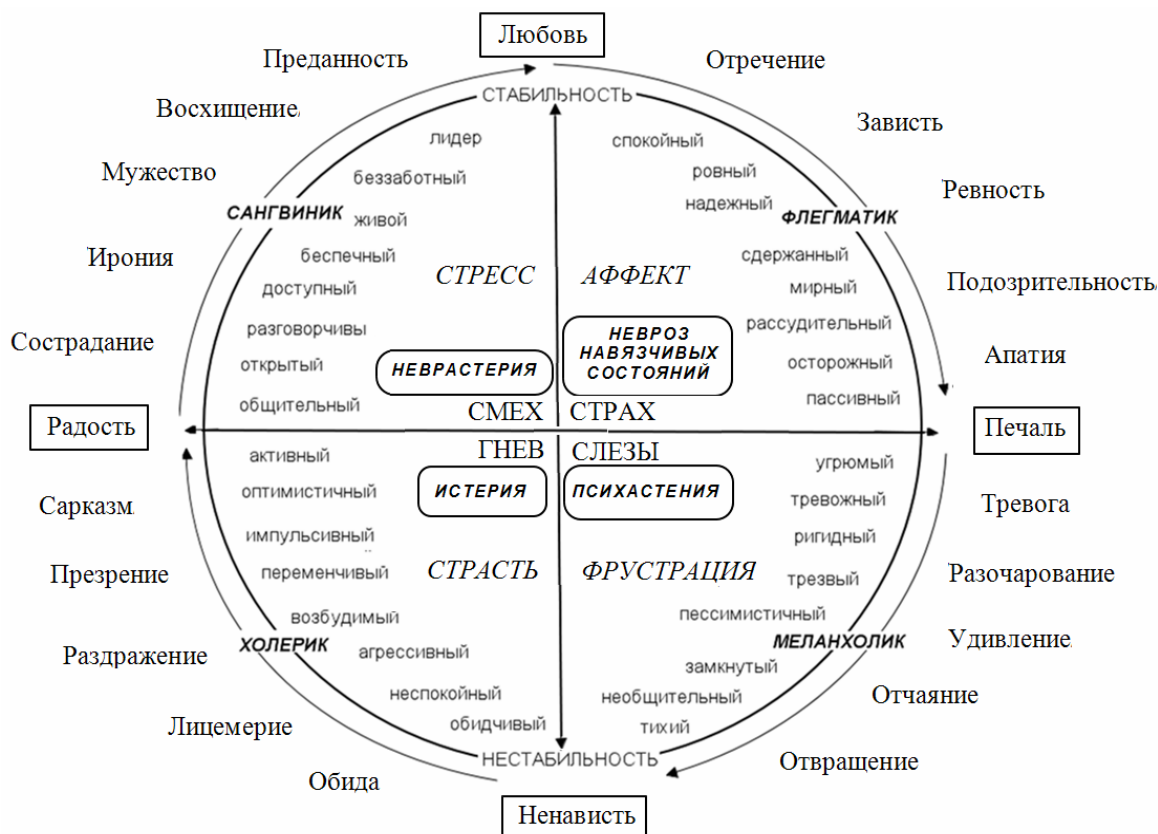 Любовь
Преданность
Отречение
СТАБИЛЬНОСТЬ
Восхищение
Зависть
лидер
спокойный
Мужество
беззаботный
ровный
Ревность
надежный
САНГВИНИК
живой
ФЛЕГМАТИК
Ирония
беспечный
сдержанный
СТРЕСС
АФФЕКТ
Подозрительность
доступный
мирный
разговорчивы
рассудительный
Сострадание
НЕВРОЗ
НАВЯЗЧИВЫХ
СОСТОЯНИЙ
Апатия
открытый
НЕВРАСТЕРИЯ
осторожный
общительный
пассивный
СМЕХ
СТРАХ
Радость
Печаль
ГНЕВ
СЛЕЗЫ
активный
угрюмый
оптимистичный
ИСТЕРИЯ
ПСИХАСТЕНИЯ
тревожный
Сарказм
Тревога
импульсивный
ригидный
Презрение
переменчивый
СТРАСТЬ
ФРУСТРАЦИЯ
трезвый
Разочарование
возбудимый
пессимистичный
ХОЛЕРИК
МЕЛАНХОЛИК
Удивление
Раздражение
агрессивный
замкнутый
неспокойный
необщительный
Отчаяние
Лицемерие
обидчивый
тихий
НЕСТАБИЛЬНОСТЬ
Отвращение
Обида
Ненависть